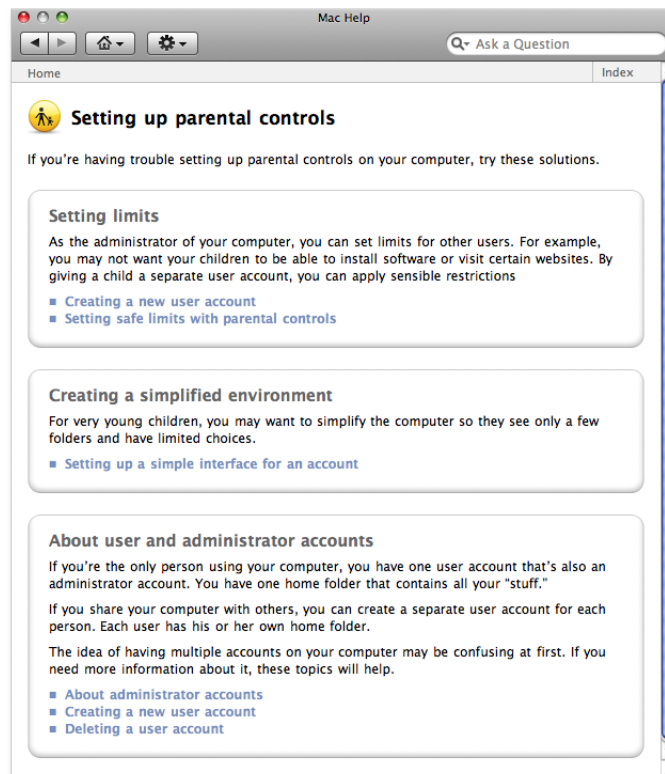 Mac Help
Ask a Question
Home
Index
Setting up parental controls
If you're having trouble setting up parental controls on your computer, try these solutions.
Setting limits
As the administrator of your computer, you can set limits for other users. For example,
you may not want your children to be able to install software or visit certain websites. By
giving a child a separate user account, you can apply sensible restrictions
Creating a new user account
Setting safe limits with parental controls
Creating a simplified environment
For very young children, you may want to simplify the computer so they see only a few
folders and have limited choices.
Setting up a simple interface for an account
About user and administrator accounts
If you're the only person using your computer, you have one user account that's also an
administrator account. You have one home folder that contains all your “stuff.”
If you share your computer with others, you can create a separate user account for each
person. Each user has his or her own home folder.
The idea of having multiple accounts on your computer may be confusing at first. If you
need more information about it, these topics will help.
About administrator accounts
Creating a new user account
Deleting a user account